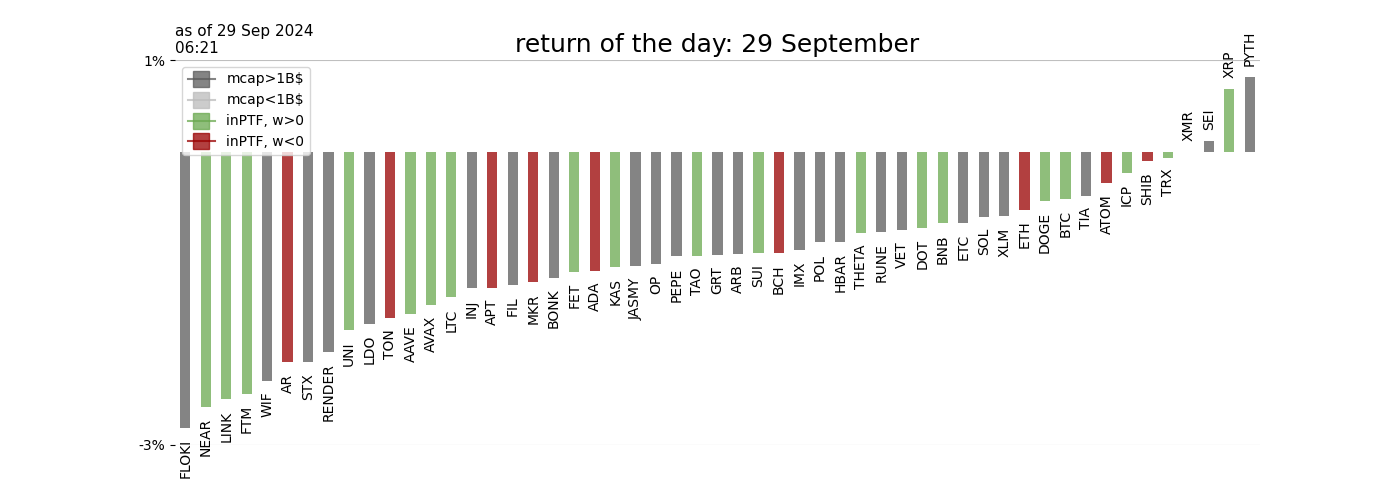 as of 29 Sep 2024
06:21
return of the day: 29 September
1%
-3%
mcap>1B$
mcap<1B$
inPTF, w>0
inPTF, w<0
FLOKI
NEAR
LINK
FTM
WIF
AR
STX
RENDER
UNI
LDO
TON
AAVE
AVAX
LTC
INJ
APT
FIL
MKR
BONK
FET
ADA
KAS
JASMY
OP
PEPE
TAO
GRT
ARB
SUI
BCH
IMX
POL
HBAR
THETA
RUNE
VET
DOT
BNB
ETC
SOL
XLM
ETH
DOGE
BTC
TIA
ATOM
ICP
SHIB
TRX
XMR
SEI
XRP
PYTH